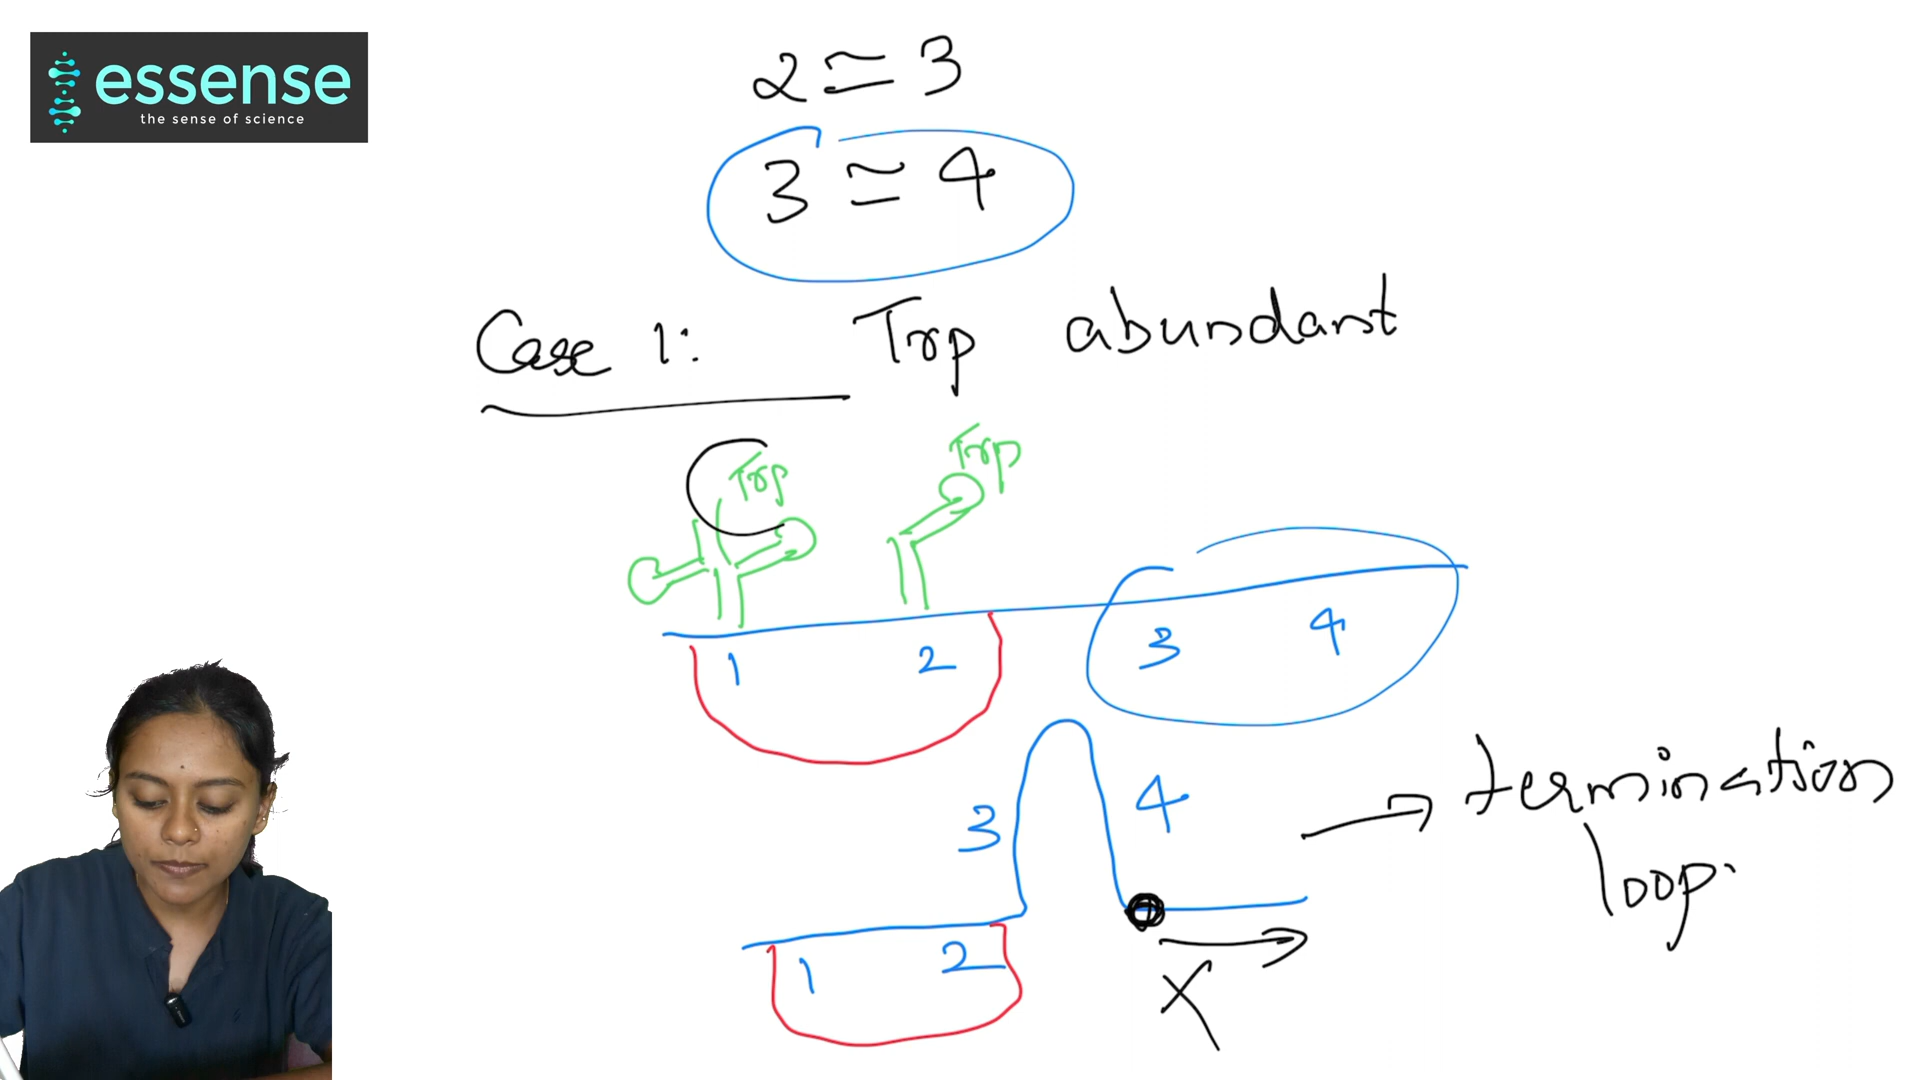 essense
the sense of science
2 ≃ 3
3 ≃ 4
Case 1: Trp abundant
Trp Trp
1 2 3 4
3 4 → termination
loop.
1 2
X